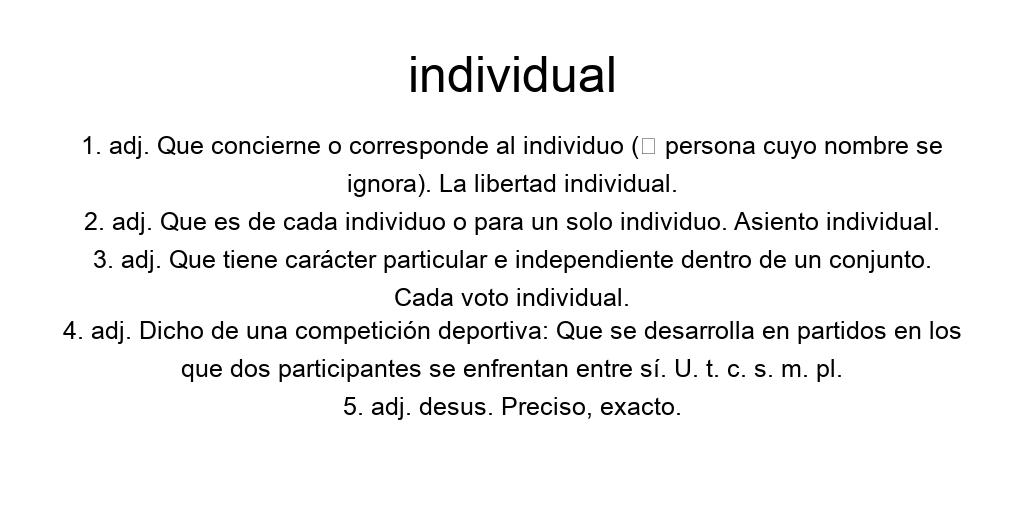 individual
1. adj. Que concierne o corresponde al individuo (□ persona cuyo nombre se
ignora). La libertad individual.
2. adj. Que es de cada individuo o para un solo individuo. Asiento individual.
3. adj. Que tiene carácter particular e independiente dentro de un conjunto.
Cada voto individual.
4. adj. Dicho de una competición deportiva: Que se desarrolla en partidos en los
que dos participantes se enfrentan entre sí. U. t. c. s. m. pl.
5. adj. desus. Preciso, exacto.